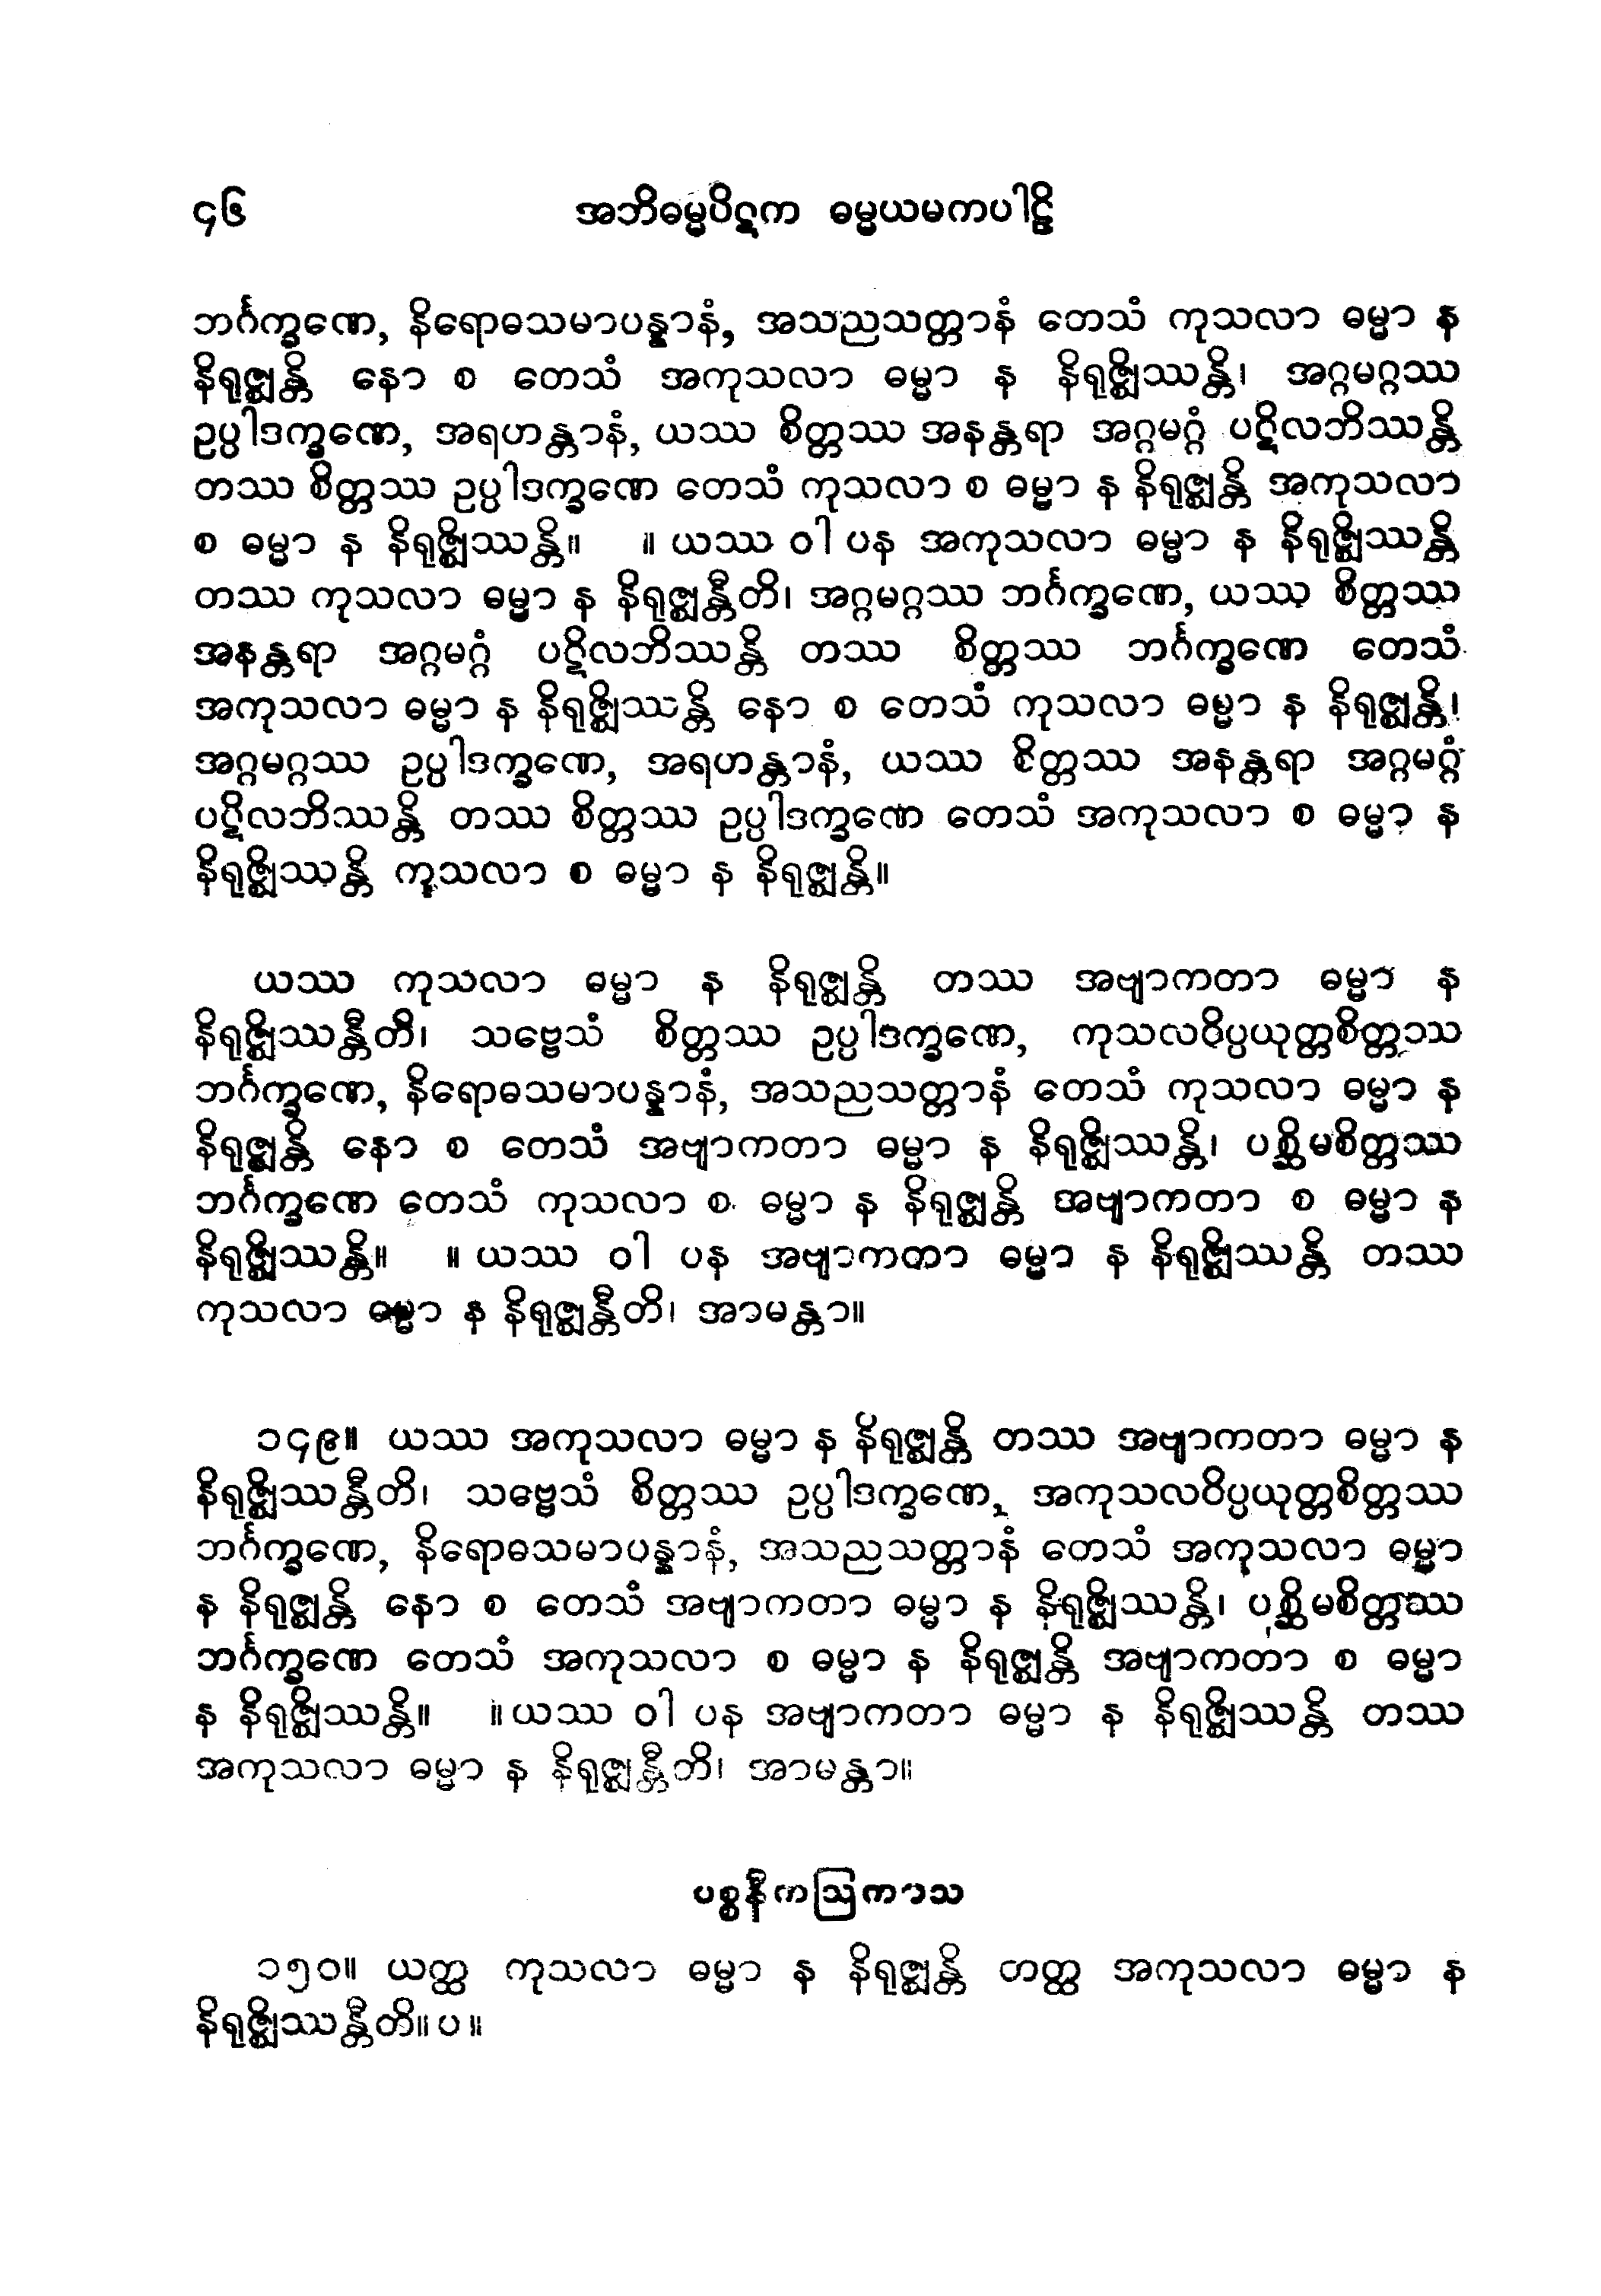 ၄၆ အဘိဓမ္မပိဋက ဓမ္မယမကပါဠိ
ဘင်္ဂက္ခဏေ, နိရောဓသမာပန္နာနံ, အသညသတ္တာနံ တေသံ ကုသလာ ဓမ္မာ န
နိရုဇ္ဈန္တိ နော စ တေသံ အကုသလာ ဓမ္မာ န နိရုဇ္ဈိဿန္တိ၊ အဂ္ဂမဂ္ဂဿ
ဥပ္ပါဒက္ခဏေ, အရဟန္တာနံ, ယဿ စိတ္တဿ အနန္တရာ အဂ္ဂမဂ္ဂံ ပဋိလဘိဿန္တိ
တဿ စိတ္တဿ ဥပ္ပါဒက္ခဏေ တေသံ ကုသလာ စ ဓမ္မာ န နိရုဇ္ဈန္တိ အကုသလာ
စ ဓမ္မာ န နိရုဇ္ဈိဿန္တိ။ ။ ယဿ ဝါ ပန အကုသလာ ဓမ္မာ န နိရုဇ္ဈိဿန္တိ
တဿ ကုသလာ ဓမ္မာ န နိရုဇ္ဈန္တီတိ၊ အဂ္ဂမဂ္ဂဿ ဘင်္ဂက္ခဏေ, ယဿ စိတ္တဿ
အနန္တရာ အဂ္ဂမဂ္ဂံ ပဋိလဘိဿန္တိ တဿ စိတ္တဿ ဘင်္ဂက္ခဏေ တေသံ
အကုသလာ ဓမ္မာ န နိရုဇ္ဈိဿန္တိ နော စ တေသံ ကုသလာ ဓမ္မာ န နိရုဇ္ဈန္တိ၊
အဂ္ဂမဂ္ဂဿ ဥပ္ပါဒက္ခဏေ, အရဟန္တာနံ, ယဿ စိတ္တဿ အနန္တရာ အဂ္ဂမဂ္ဂံ
ပဋိလဘိဿန္တိ တဿ စိတ္တဿ ဥပ္ပါဒက္ခဏေ တေသံ အကုသလာ စ ဓမ္မာ န
နိရုဇ္ဈိဿန္တိ ကုသလာ စ ဓမ္မာ န နိရုဇ္ဈန္တိ။
ယဿ ကုသလာ ဓမ္မာ န နိရုဇ္ဈန္တိ တဿ အဗျာကတာ ဓမ္မာ န
နိရုဇ္ဈိဿန္တီတိ၊ သဗ္ဗေသံ စိတ္တဿ ဥပ္ပါဒက္ခဏေ, ကုသလဝိပ္ပယုတ္တစိတ္တဿ
ဘင်္ဂက္ခဏေ, နိရောဓသမာပန္နာနံ, အသညသတ္တာနံ တေသံ ကုသလာ ဓမ္မာ န
နိရုဇ္ဈန္တိ နော စ တေသံ အဗျာကတာ ဓမ္မာ န နိရုဇ္ဈိဿန္တိ၊ ပစ္ဆိမစိတ္တဿ
ဘင်္ဂက္ခဏေ တေသံ ကုသလာ စ ဓမ္မာ န နိရုဇ္ဈန္တိ အဗျာကတာ စ ဓမ္မာ န
နိရုဇ္ဈိဿန္တိ။ ။ ယဿ ဝါ ပန အဗျာကတာ ဓမ္မာ န နိရုဇ္ဈိဿန္တိ တဿ
ကုသလာ ဓမ္မာ န နိရုဇ္ဈန္တီတိ၊ အာမန္တာ။
၁၄၉။ ယဿ အကုသလာ ဓမ္မာ န နိရုဇ္ဈန္တိ တဿ အဗျာကတာ ဓမ္မာ န
နိရုဇ္ဈိဿန္တီတိ၊ သဗ္ဗေသံ စိတ္တဿ ဥပ္ပါဒက္ခဏေ, အကုသလဝိပ္ပယုတ္တစိတ္တဿ
ဘင်္ဂက္ခဏေ, နိရောဓသမာပန္နာနံ, အသညသတ္တာနံ တေသံ အကုသလာ ဓမ္မာ
န နိရုဇ္ဈန္တိ နော စ တေသံ အဗျာကတာ ဓမ္မာ န နိရုဇ္ဈိဿန္တိ၊ ပစ္ဆိမစိတ္တဿ
ဘင်္ဂက္ခဏေ တေသံ အကုသလာ စ ဓမ္မာ န နိရုဇ္ဈန္တိ အဗျာကတာ စ ဓမ္မာ
န နိရုဇ္ဈိဿန္တိ။ ။ယဿ ဝါ ပန အဗျာကတာ ဓမ္မာ န နိရုဇ္ဈိဿန္တိ တဿ
အကုသလာ ဓမ္မာ န နိရုဇ္ဈန္တီတိ၊ အာမန္တာ။
ပစ္စနီကဩကာသ
၁၅၀။ ယတ္ထ ကုသလာ ဓမ္မာ န နိရုဇ္ဈန္တိ တတ္ထ အကုသလာ ဓမ္မာ န
နိရုဇ္ဈိဿန္တီတိ။ပ။